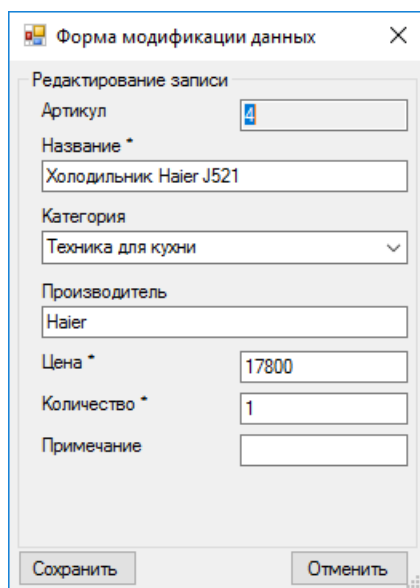 Форма модификации данных
Редактирование записи
Артикул 4
Название *
Холодильник Haier J521
Категория
Техника для кухни
Производитель
Haier
Цена * 17800
Количество * 1
Примечание
Сохранить Отменить